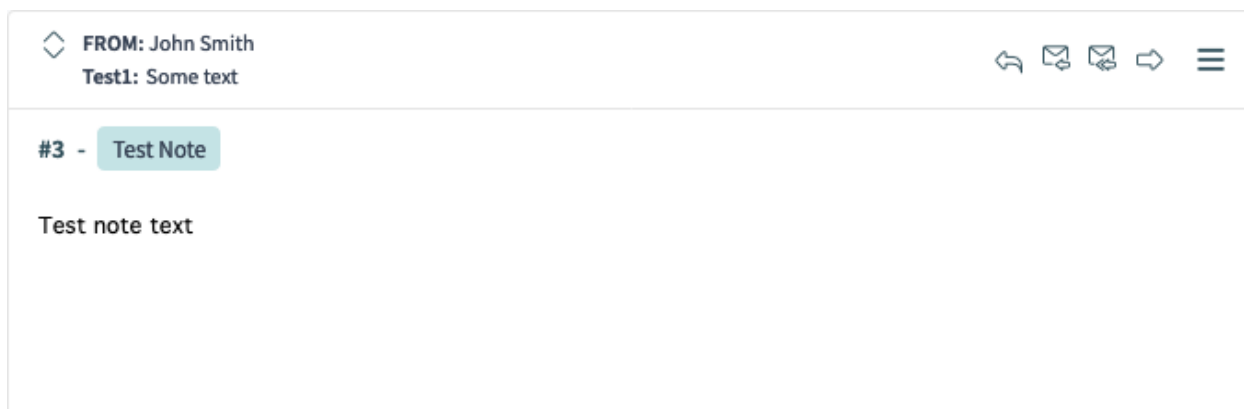 FROM: John Smith
Test1: Some text
#3 - Test Note
Test note text